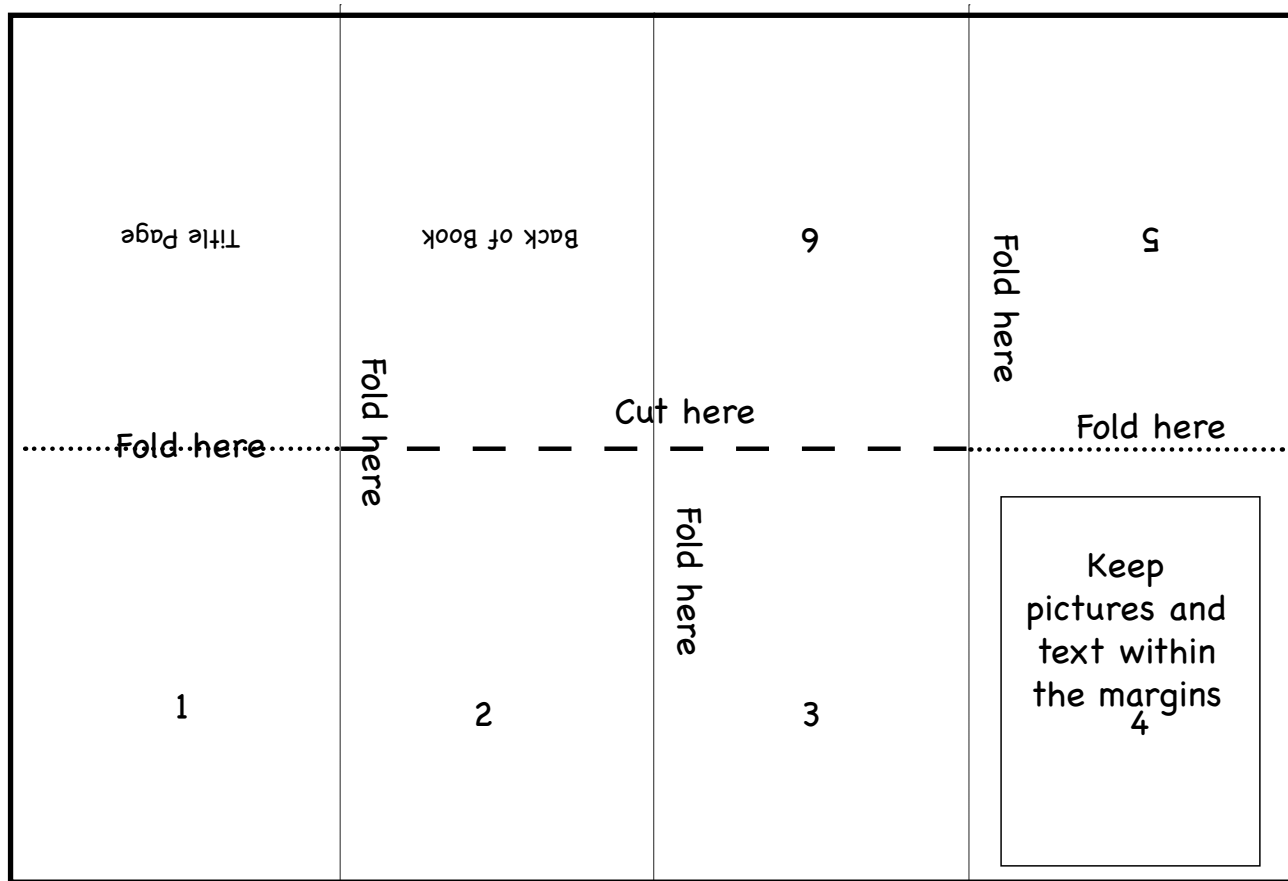 Title Page
Back of Book
6
5
Fold here
Fold here
Cut here
Fold here
Fold here
Fold here
Keep
pictures and
text within
the margins
1
2
3
4